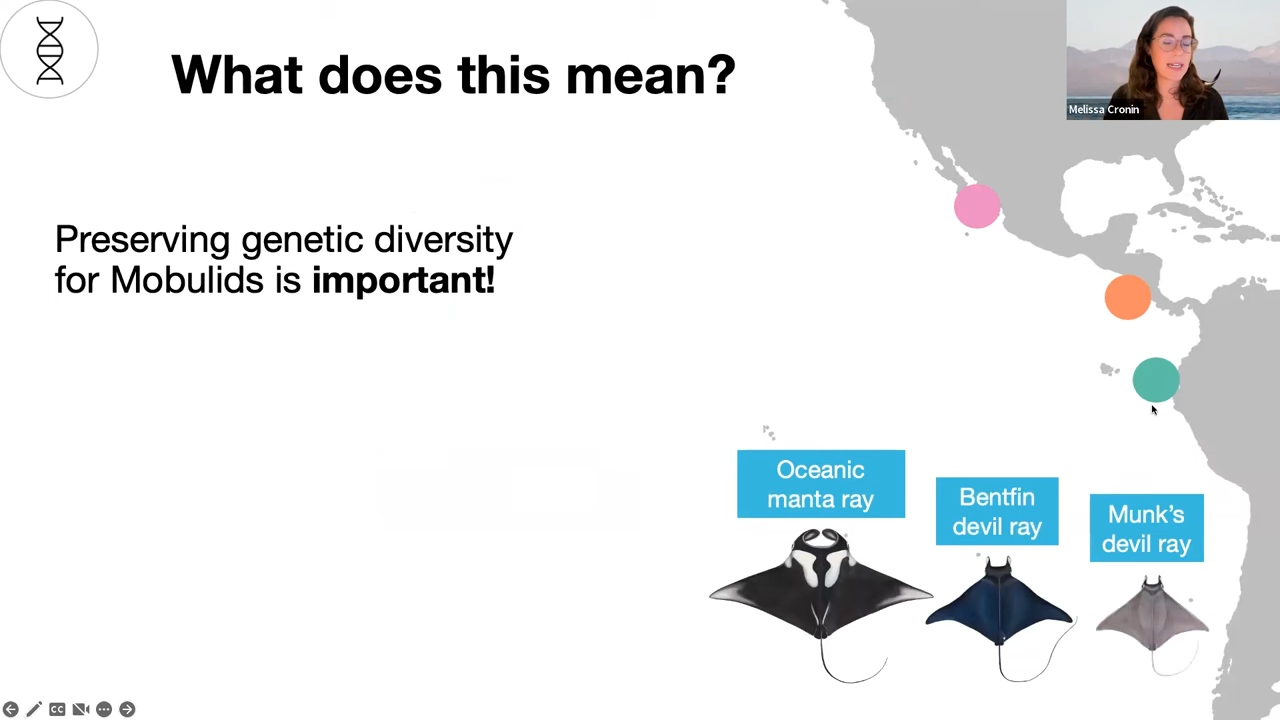 What does this mean?
Melissa Cronin
Preserving genetic diversity
for Mobulids is important!
Oceanic
manta ray
Bentfin
devil ray
Munk's
devil ray
CC